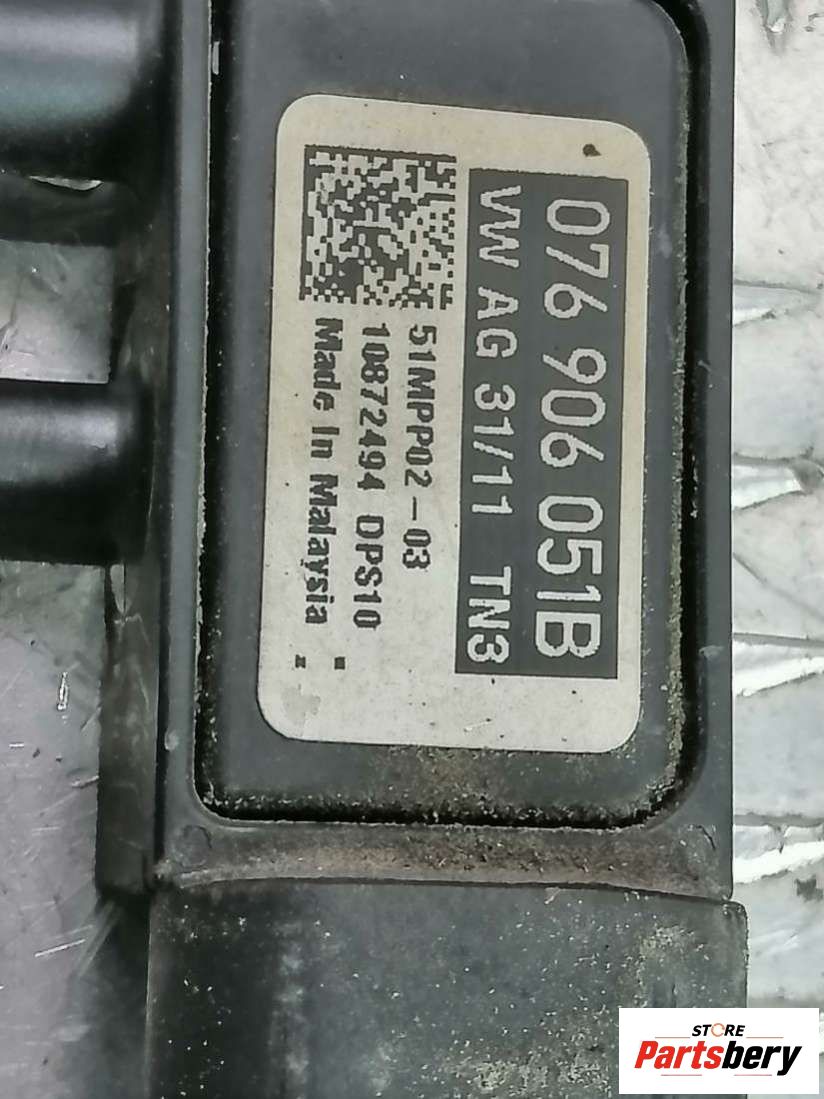 076 906 051B
VW AG 31/11 TN3
51MPP02-03
10872494 DPS10
Made In Malaysia
STORE
Partsbery